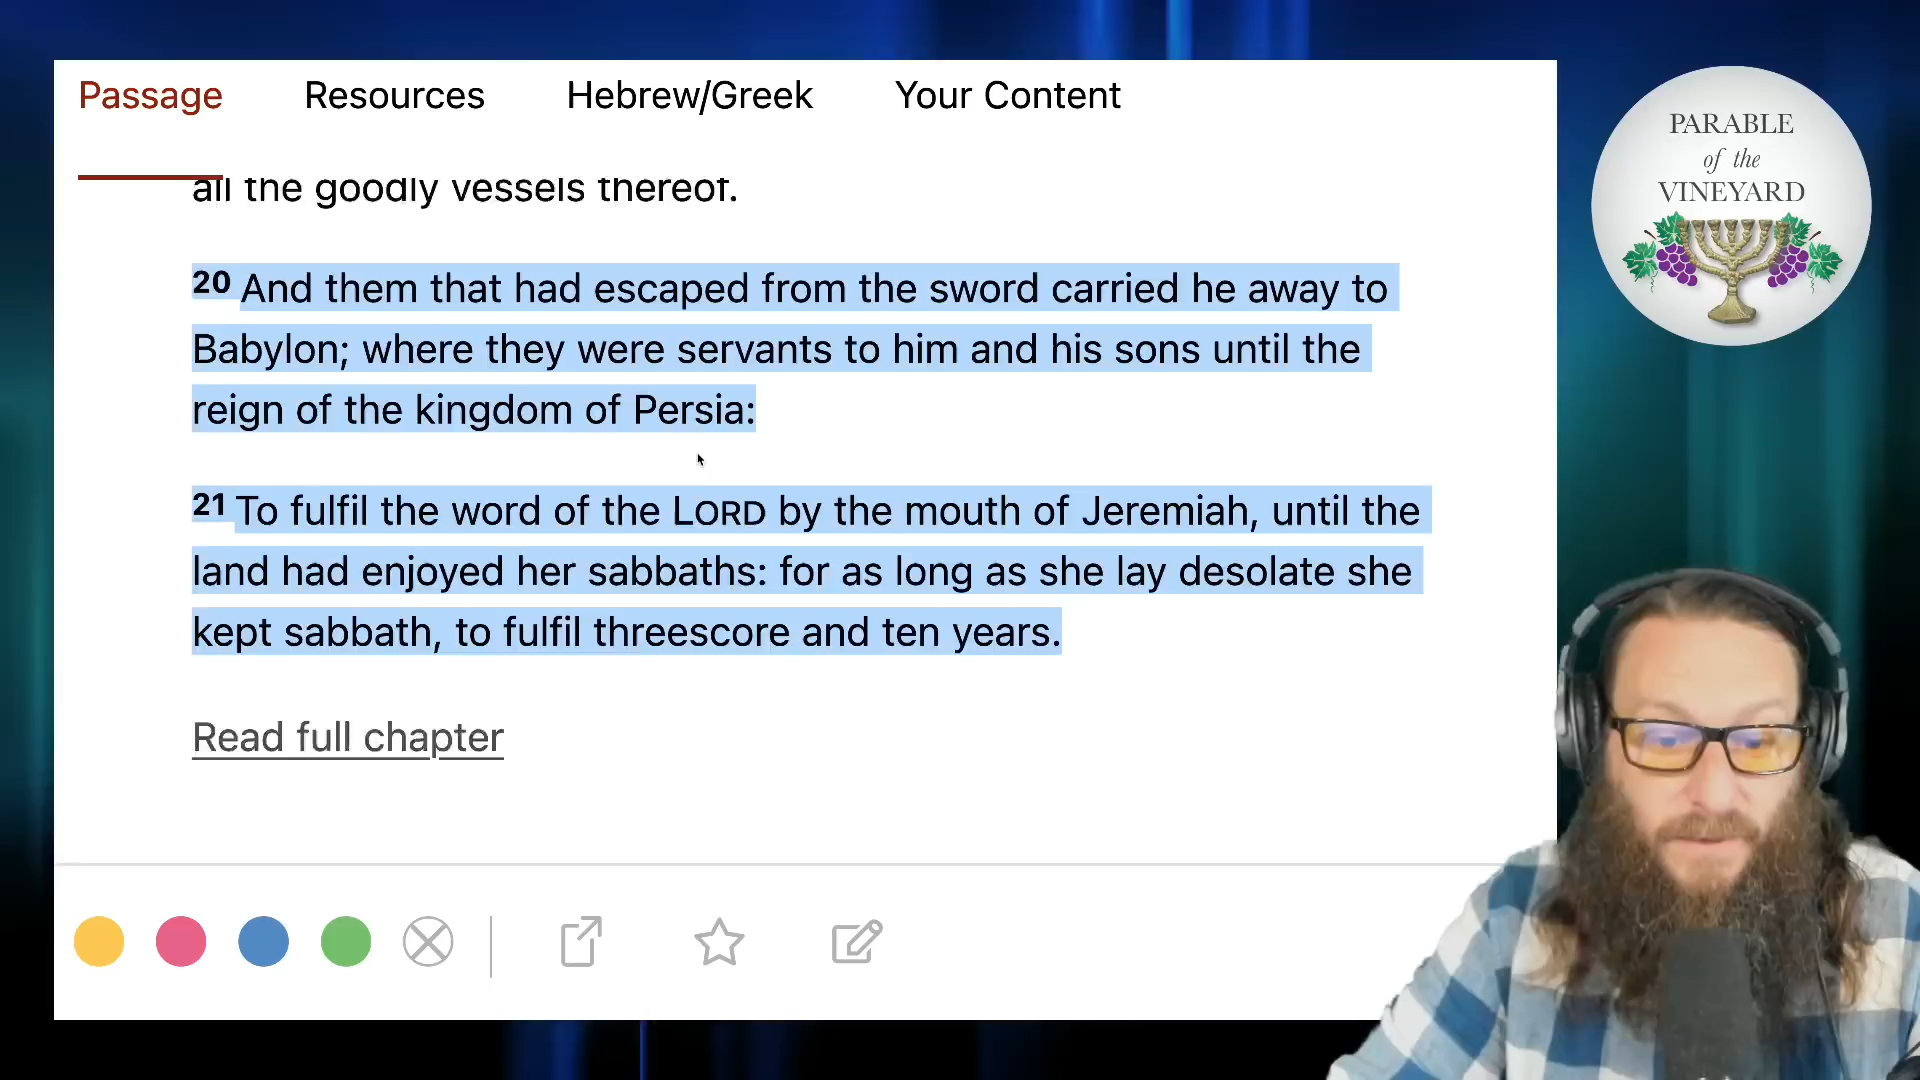 Passage Resources Hebrew/Greek Your Content
all the goodly vessels thereof.
20 And them that had escaped from the sword carried he away to
Babylon; where they were servants to him and his sons until the
reign of the kingdom of Persia:
21 To fulfil the word of the LORD by the mouth of Jeremiah, until the
land had enjoyed her sabbaths: for as long as she lay desolate she
kept sabbath, to fulfil threescore and ten years.
Read full chapter
PARABLE
of the
VINEYARD